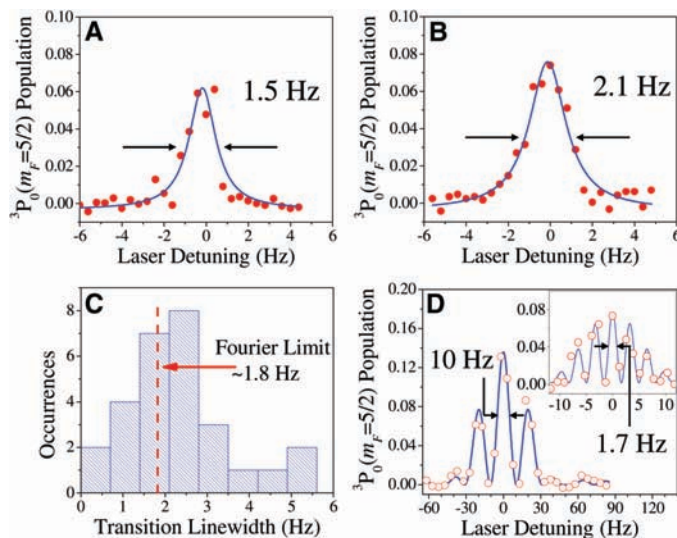 A
1.5 Hz
0.10
0.08
0.06
0.04
0.02
0.00
³P₀(m_F=5/2) Population
-6 -4 -2 0 2 4 6
Laser Detuning (Hz)
B
2.1 Hz
0.10
0.08
0.06
0.04
0.02
0.00
³P₀(m_F=5/2) Population
-6 -4 -2 0 2 4 6
Laser Detuning (Hz)
C
Fourier Limit
~1.8 Hz
8
6
4
2
0
Occurrences
0 1 2 3 4 5 6
Transition Linewidth (Hz)
D
10 Hz
0.20
0.16
0.12
0.08
0.04
0.00
³P₀(m_F=5/2) Population
-60 -30 0 30 60 90 120
Laser Detuning (Hz)
0.08
0.04
0.00
-10 -5 0 5 10
1.7 Hz